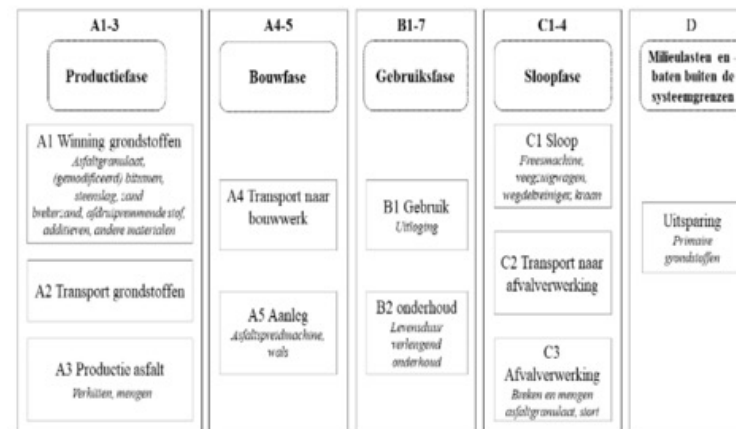 A1-3
Productiefase
A1 Winning grondstoffen
Asfaltgranulaat,
(gemodificeerd) bitumen,
steenslag, zand
brekerzand, afdruipremmende stof,
additieven, andere materialen
A2 Transport grondstoffen
A3 Productie asfalt
Verhitten, mengen
A4-5
Bouwfase
A4 Transport naar
bouwwerk
A5 Aanleg
Asfaltspreidmachine,
wals
B1-7
Gebruiksfase
B1 Gebruik
Uitloging
B2 onderhoud
Levensduur
verlengend
onderhoud
C1-4
Sloopfase
C1 Sloop
Freesmachine,
veegzuigwagen,
wegdekreiniger, kraan
C2 Transport naar
afvalverwerking
C3
Afvalverwerking
Breken en mengen
asfaltgranulaat, stort
D
Milieulasten en -
baten buiten de
systeemgrenzen
Uitsparing
Primaire
grondstoffen